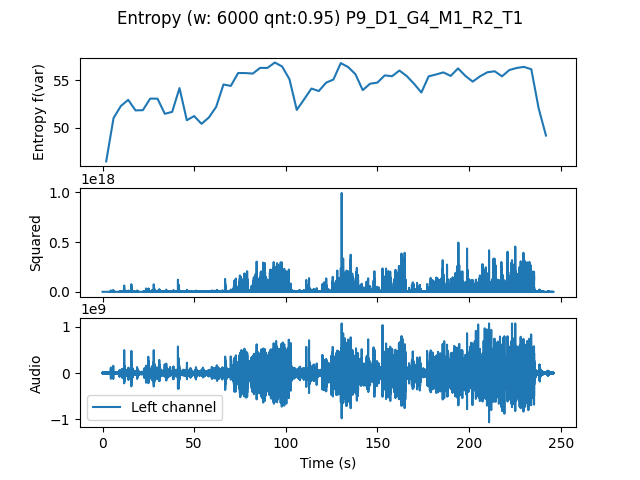 Entropy (w: 6000 qnt:0.95) P9_D1_G4_M1_R2_T1
Entropy f(var)
55
50
1e18
Squared
1.0
0.5
0.0
1e9
Audio
1
0
−1
Left channel
0 50 100 150 200 250
Time (s)